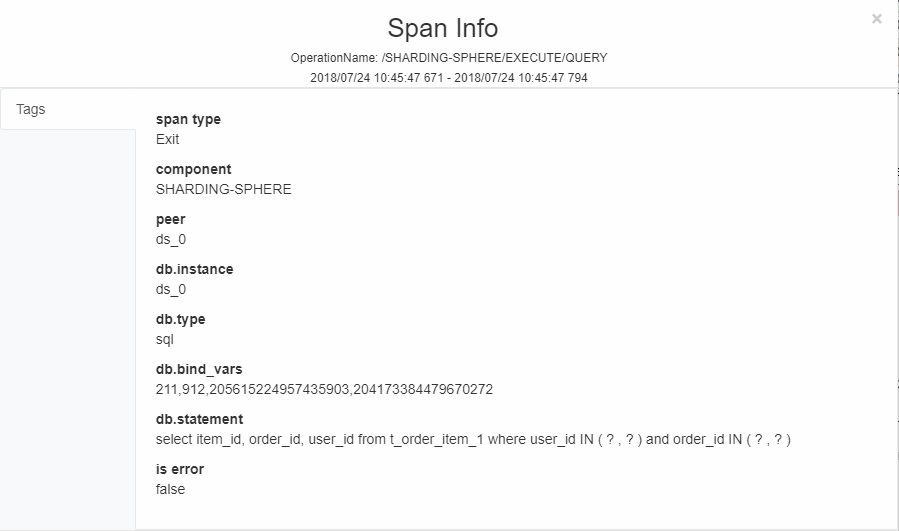 Span Info
×
OperationName: /SHARDING-SPHERE/EXECUTE/QUERY
2018/07/24 10:45:47 671 - 2018/07/24 10:45:47 794
Tags
span type
Exit
component
SHARDING-SPHERE
peer
ds_0
db.instance
ds_0
db.type
sql
db.bind_vars
211,912,205615224957435903,204173384479670272
db.statement
select item_id, order_id, user_id from t_order_item_1 where user_id IN ( ? , ? ) and order_id IN ( ? , ? )
is error
false